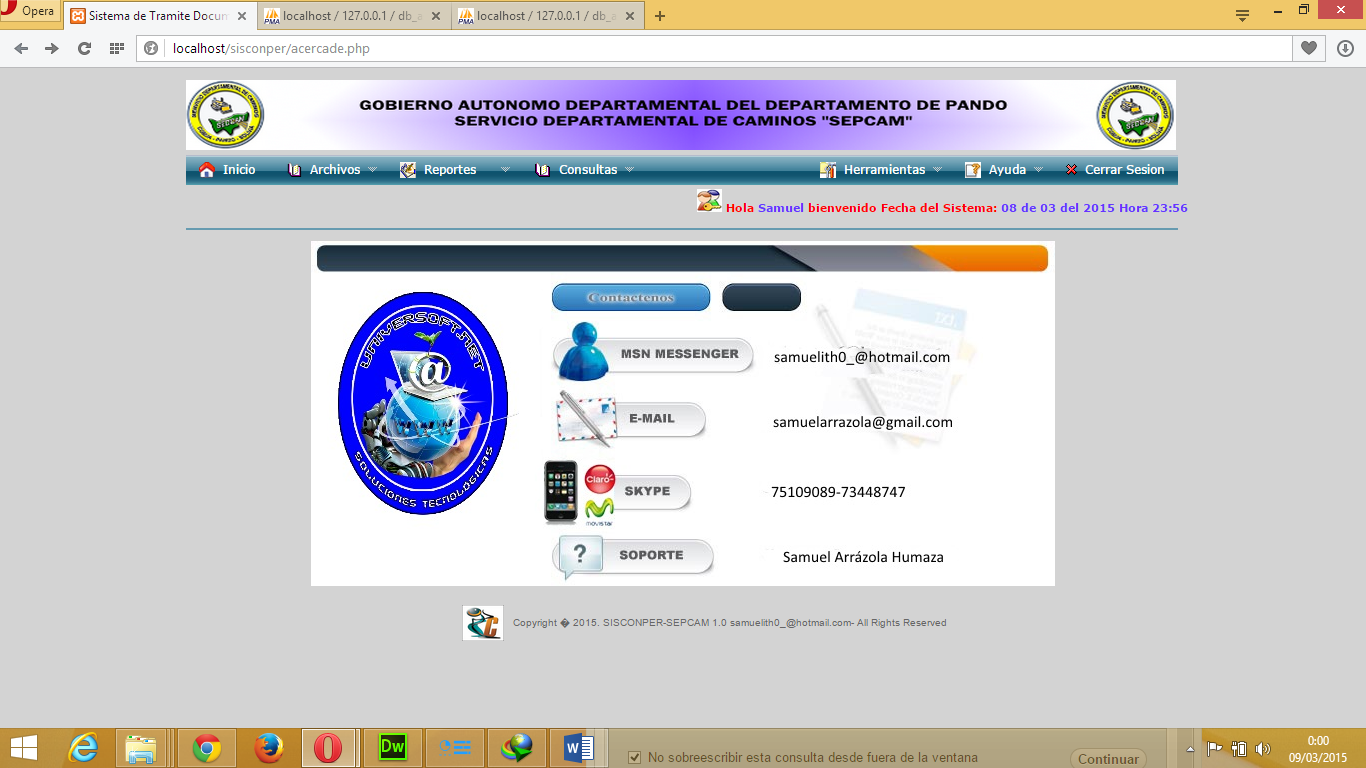 Opera
Sistema de Tramite Docum
localhost / 127.0.0.1 / db_a
localhost / 127.0.0.1 / db_a
localhost/sisconper/acercade.php
GOBIERNO AUTONOMO DEPARTAMENTAL DEL DEPARTAMENTO DE PANDO
SERVICIO DEPARTAMENTAL DE CAMINOS "SEPCAM"
Inicio Archivos Reportes Consultas Herramientas Ayuda Cerrar Sesion
Hola Samuel bienvenido Fecha del Sistema: 08 de 03 del 2015 Hora 23:56
UNIVERSOFT.NET
SOLUCIONES TECNOLÓGICAS
Contactenos
MSN MESSENGER samuelith0_@hotmail.com
E-MAIL samuelarrazola@gmail.com
Claro
movistar
SKYPE 75109089-73448747
SOPORTE Samuel Arrázola Humaza
Copyright � 2015. SISCONPER-SEPCAM 1.0 samuelith0_@hotmail.com- All Rights Reserved
No sobreescribir esta consulta desde fuera de la ventana
Continuar
0:00
09/03/2015